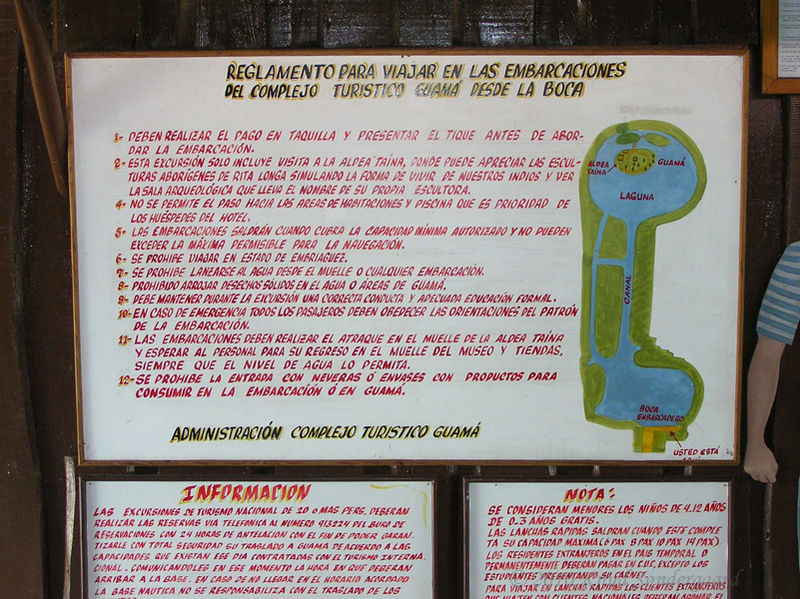 REGLAMENTO PARA VIAJAR EN LAS EMBARCACIONES
DEL COMPLEJO TURISTICO GUAMÁ DESDE LA BOCA
1- DEBEN REALIZAR EL PAGO EN TAQUILLA Y PRESENTAR EL TIQUE ANTES DE ABOR-
DAR LA EMBARCACIÓN.
2- ESTA EXCURSIÓN SOLO INCLUYE VISITA A LA ALDEA TAÍNA, DONDE PUEDE APRECIAR LAS ESCUL-
TURAS ABORÍGENES DE RITA LONGA SIMULANDO LA FORMA DE VIVIR DE NUESTROS INDIOS Y VER
LA SALA ARQUEOLÓGICA QUE LLEVA EL NOMBRE DE SU PROPIA ESCULTORA.
4- NO SE PERMITE EL PASO HACIA LAS AREAS DE HABITACIONES Y PISCINA QUE ES PRIORIDAD DE
LOS HUÉSPEDES DEL HOTEL.
5- LAS EMBARCACIONES SALDRÁN CUANDO CUBRA LA CAPACIDAD MÍNIMA AUTORIZADO Y NO PUEDEN
EXCEDER LA MÁXIMA PERMISIBLE PARA LA NAVEGACIÓN.
6- SE PROHIBE VIAJAR EN ESTADO DE EMBRIAGUEZ.
7- SE PROHIBE LANZARSE AL AGUA DESDE EL MUELLE O CUALQUIER EMBARCACIÓN.
8- PROHIBIDO ARROJAR DESECHOS SÓLIDOS EN EL AGUA O ÁREAS DE GUAMÁ.
9- DEBE MANTENER DURANTE LA EXCURSIÓN UNA CORRECTA CONDUCTA Y ADECUADA EDUCACIÓN FORMAL.
10- EN CASO DE EMERGENCIA TODOS LOS PASAJEROS DEBEN OBEDECER LAS ORIENTACIONES DEL PATRÓN
DE LA EMBARCACIÓN.
11- LAS EMBARCACIONES DEBEN REALIZAR EL ATRAQUE EN EL MUELLE DE LA ALDEA TAÍNA
Y ESPERAR AL PERSONAL PARA SU REGRESO EN EL MUELLE DEL MUSEO Y TIENDAS,
SIEMPRE QUE EL NIVEL DE AGUA LO PERMITA.
12- SE PROHIBE LA ENTRADA CON NEVERAS Ó ENVASES CON PRODUCTOS PARA
CONSUMIR EN LA EMBARCACIÓN Ó EN GUAMÁ.
ADMINISTRACIÓN COMPLEJO TURISTICO GUAMÁ
ALDEA
TAÍNA
GUAMÁ
LAGUNA
CANAL
BOCA
EMBARCADERO
USTED ESTÁ
INFORMACION
LAS EXCURSIONES DE TURISMO NACIONAL DE 20 O MAS PERS. DEBERAN
REALIZAR LAS RESERVAS VIA TELEFONICA AL NUMERO 913224 DEL BURO DE
RESERVACIONES CON 24 HORAS DE ANTELACION CON EL FIN DE PODER GARAN.
TIZARLE CON TOTAL SEGURIDAD SU TRASLADO A GUAMA DE ACUERDO A LAS
CAPACIDADES QUE EXISTAN ESE DIA CONTRATADAS CON EL TURISMO INTERNA
CIONAL. COMUNICANDOLES EN ESE MOMENTO LA HORA EN QUE DEBERAN
ARRIBAR A LA BASE. EN CASO DE NO LLEGAR EN EL HORARIO ACORDADO
LA BASE NAUTICA NO SE RESPONSABILIZA CON EL TRASLADO DE LOS
NOTA:
SE CONSIDERAN MENORES LOS NIÑOS DE 4.12 AÑOS
DE 0.3 AÑOS GRATIS.
LAS LANCHAS RAPIDAS SALDRAN CUANDO ESTE COMPLE
TA SU CAPACIDAD MAXIMA (6 PAX 8 PAX 10 PAX 14 PAX).
LOS RESIDENTES EXTRANJEROS EN EL PAIS TEMPORAL O
PERMANENTEMENTE DEBERAN PAGAR EN CUC, EXCEPTO LOS
ESTUDIANTES PRESENTANDO SU CARNET.
PARA VIAJAR EN LANCHAS RAPIDAS LOS CLIENTES EXTRANJEROS
QUE VIAJEN CON CLIENTES NACIONALES DEBERAN ABONAR EL